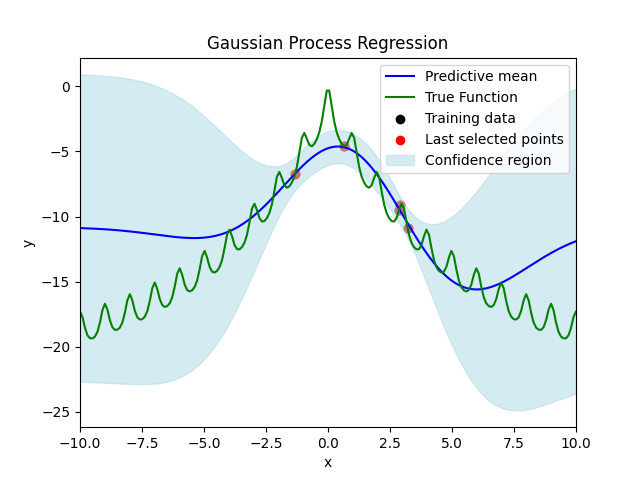 Gaussian Process Regression
Predictive mean
True Function
Training data
Last selected points
Confidence region
y
0
−5
−10
−15
−20
−25
−10.0
−7.5
−5.0
−2.5
0.0
2.5
5.0
7.5
10.0
x